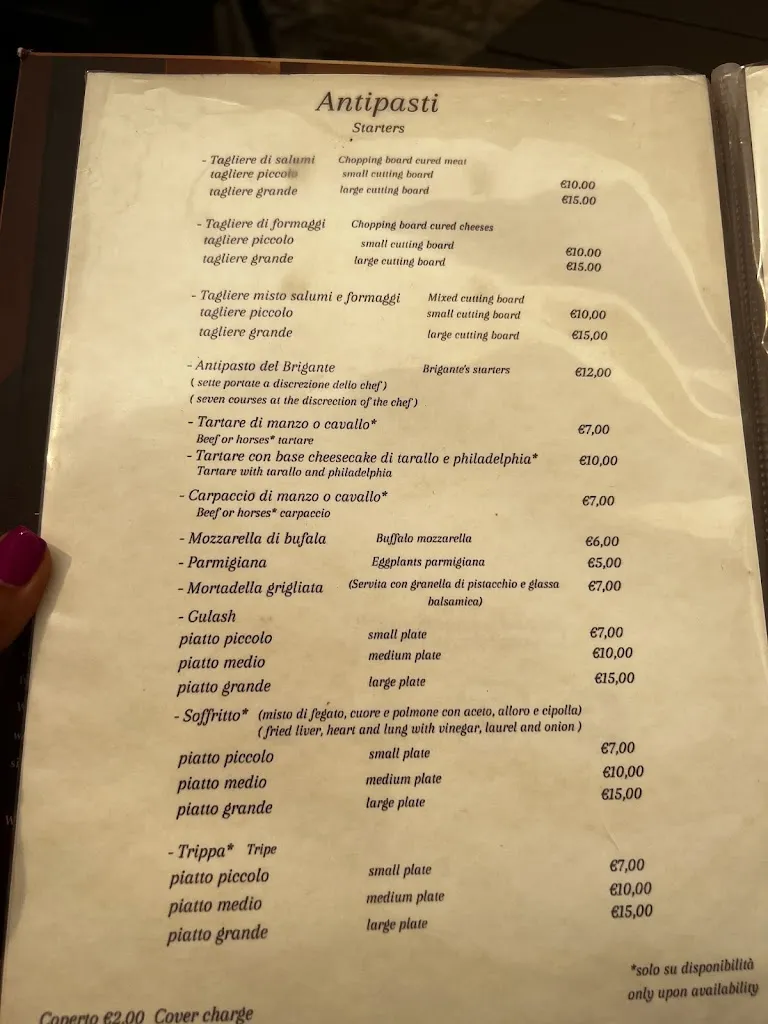 Antipasti
Starters
- Tagliere di salumi Chopping board cured meat
tagliere piccolo small cutting board €10.00
tagliere grande large cutting board €15.00
- Tagliere di formaggi Chopping board cured cheeses
tagliere piccolo small cutting board €10.00
tagliere grande large cutting board €15.00
- Tagliere misto salumi e formaggi Mixed cutting board
tagliere piccolo small cutting board €10,00
tagliere grande large cutting board €15,00
- Antipasto del Brigante Brigante's starters €12,00
( sette portate a discrezione dello chef)
( seven courses at the discretion of the chef)
- Tartare di manzo o cavallo* €7,00
Beef or horses* tartare
- Tartare con base cheesecake di tarallo e philadelphia* €10,00
Tartare with tarallo and philadelphia
- Carpaccio di manzo o cavallo* €7,00
Beef or horses* carpaccio
- Mozzarella di bufala Buffalo mozzarella €6,00
- Parmigiana Eggplants parmigiana €5,00
- Mortadella grigliata (Servita con granella di pistacchio e glassa €7,00
balsamica)
- Gulash
piatto piccolo small plate €7,00
piatto medio medium plate €10,00
piatto grande large plate €15,00
- Soffritto* (misto di fegato, cuore e polmone con aceto, alloro e cipolla)
( fried liver, heart and lung with vinegar, laurel and onion )
piatto piccolo small plate €7,00
piatto medio medium plate €10,00
piatto grande large plate €15,00
- Trippa* Tripe
piatto piccolo small plate €7,00
piatto medio medium plate €10,00
piatto grande large plate €15,00
*solo su disponibilità
only upon availability
Coperto €2.00 Cover charge